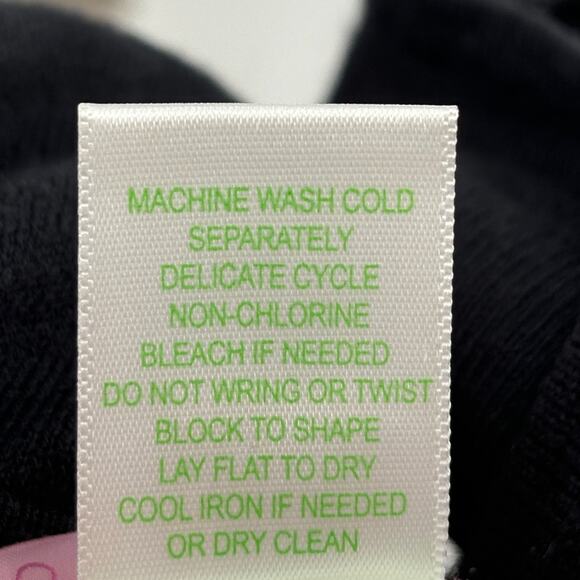 MACHINE WASH COLD
SEPARATELY
DELICATE CYCLE
NON-CHLORINE
BLEACH IF NEEDED
DO NOT WRING OR TWIST
BLOCK TO SHAPE
LAY FLAT TO DRY
COOL IRON IF NEEDED
OR DRY CLEAN